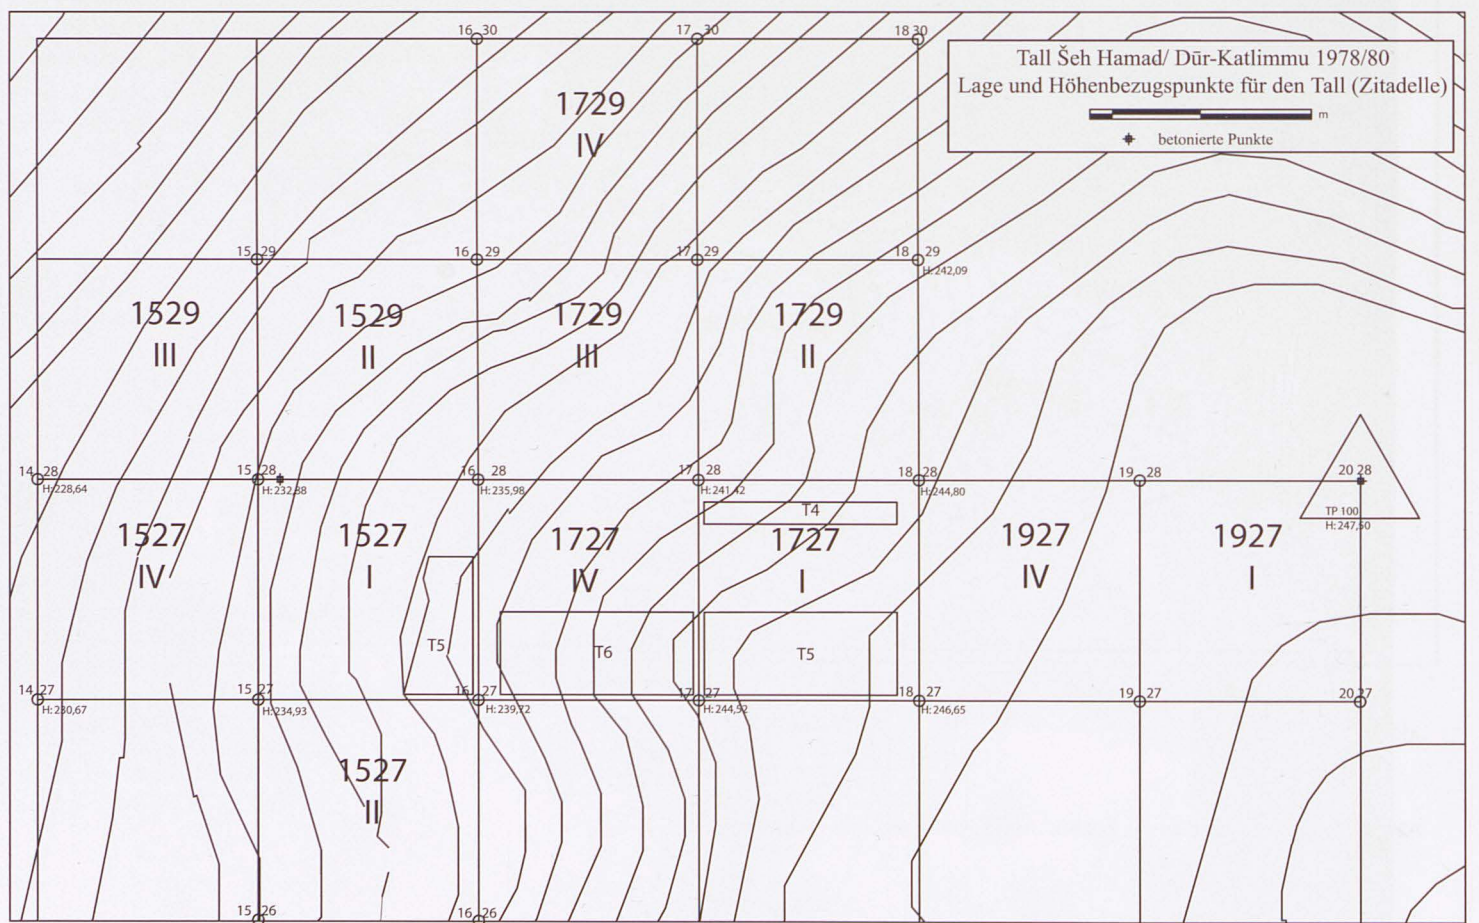 16 30
17 30
18 30
Tall Šeh Hamad/ Dūr-Katlimmu 1978/80
Lage und Höhenbezugspunkte für den Tall (Zitadelle)
m
betonierte Punkte
1729
IV
15 29
16 29
17 29
18 29
H:242,09
1529
III
1529
II
1729
III
1729
II
14 28
H:228,64
15 28
H:232,88
16 28
H:235,98
17 28
H:241,42
18 28
H:244,80
19 28
20 28
TP 100
H:247,50
T4
1527
IV
1527
I
1727
IV
1727
I
1927
IV
1927
I
T5
T6
T5
14 27
H:230,67
15 27
H:234,93
16 27
H:239,72
17 27
H:244,52
18 27
H:246,65
19 27
20 27
1527
II
15 26
16 26